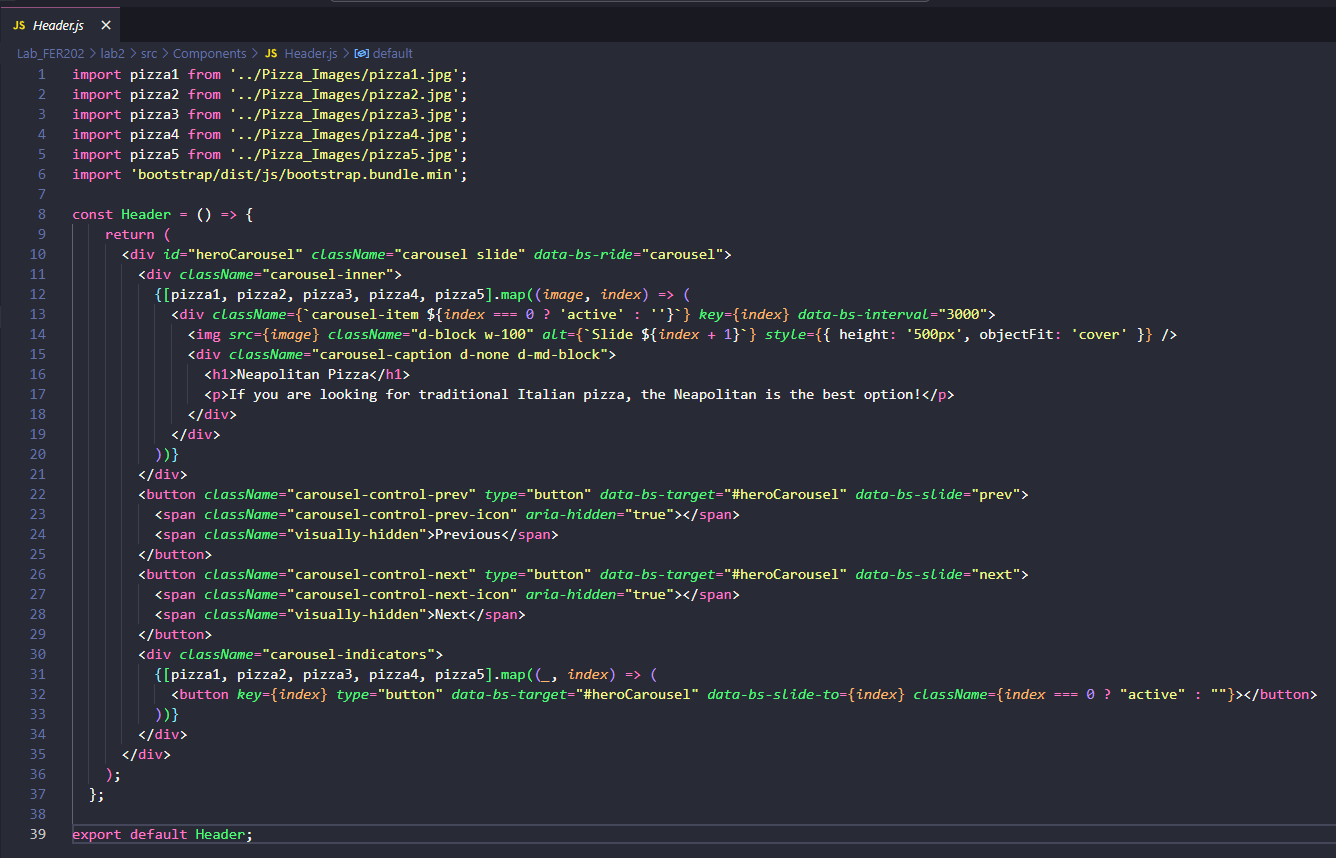 JS Header.js ×
Lab_FER202 > lab2 > src > Components > JS Header.js > default
1 import pizza1 from '../Pizza_Images/pizza1.jpg';
2 import pizza2 from '../Pizza_Images/pizza2.jpg';
3 import pizza3 from '../Pizza_Images/pizza3.jpg';
4 import pizza4 from '../Pizza_Images/pizza4.jpg';
5 import pizza5 from '../Pizza_Images/pizza5.jpg';
6 import 'bootstrap/dist/js/bootstrap.bundle.min';
7
8 const Header = () => {
9     return (
10       <div id="heroCarousel" className="carousel slide" data-bs-ride="carousel">
11         <div className="carousel-inner">
12           {[pizza1, pizza2, pizza3, pizza4, pizza5].map((image, index) => (
13             <div className={`carousel-item ${index === 0 ? 'active' : ''}`} key={index} data-bs-interval="3000">
14               <img src={image} className="d-block w-100" alt={`Slide ${index + 1}`} style={{ height: '500px', objectFit: 'cover' }} />
15               <div className="carousel-caption d-none d-md-block">
16                 <h1>Neapolitan Pizza</h1>
17                 <p>If you are looking for traditional Italian pizza, the Neapolitan is the best option!</p>
18               </div>
19             </div>
20           ))}
21         </div>
22         <button className="carousel-control-prev" type="button" data-bs-target="#heroCarousel" data-bs-slide="prev">
23           <span className="carousel-control-prev-icon" aria-hidden="true"></span>
24           <span className="visually-hidden">Previous</span>
25         </button>
26         <button className="carousel-control-next" type="button" data-bs-target="#heroCarousel" data-bs-slide="next">
27           <span className="carousel-control-next-icon" aria-hidden="true"></span>
28           <span className="visually-hidden">Next</span>
29         </button>
30         <div className="carousel-indicators">
31           {[pizza1, pizza2, pizza3, pizza4, pizza5].map((_, index) => (
32             <button key={index} type="button" data-bs-target="#heroCarousel" data-bs-slide-to={index} className={index === 0 ? "active" : ""}></button>
33           ))}
34         </div>
35       </div>
36     );
37   };
38
39 export default Header;